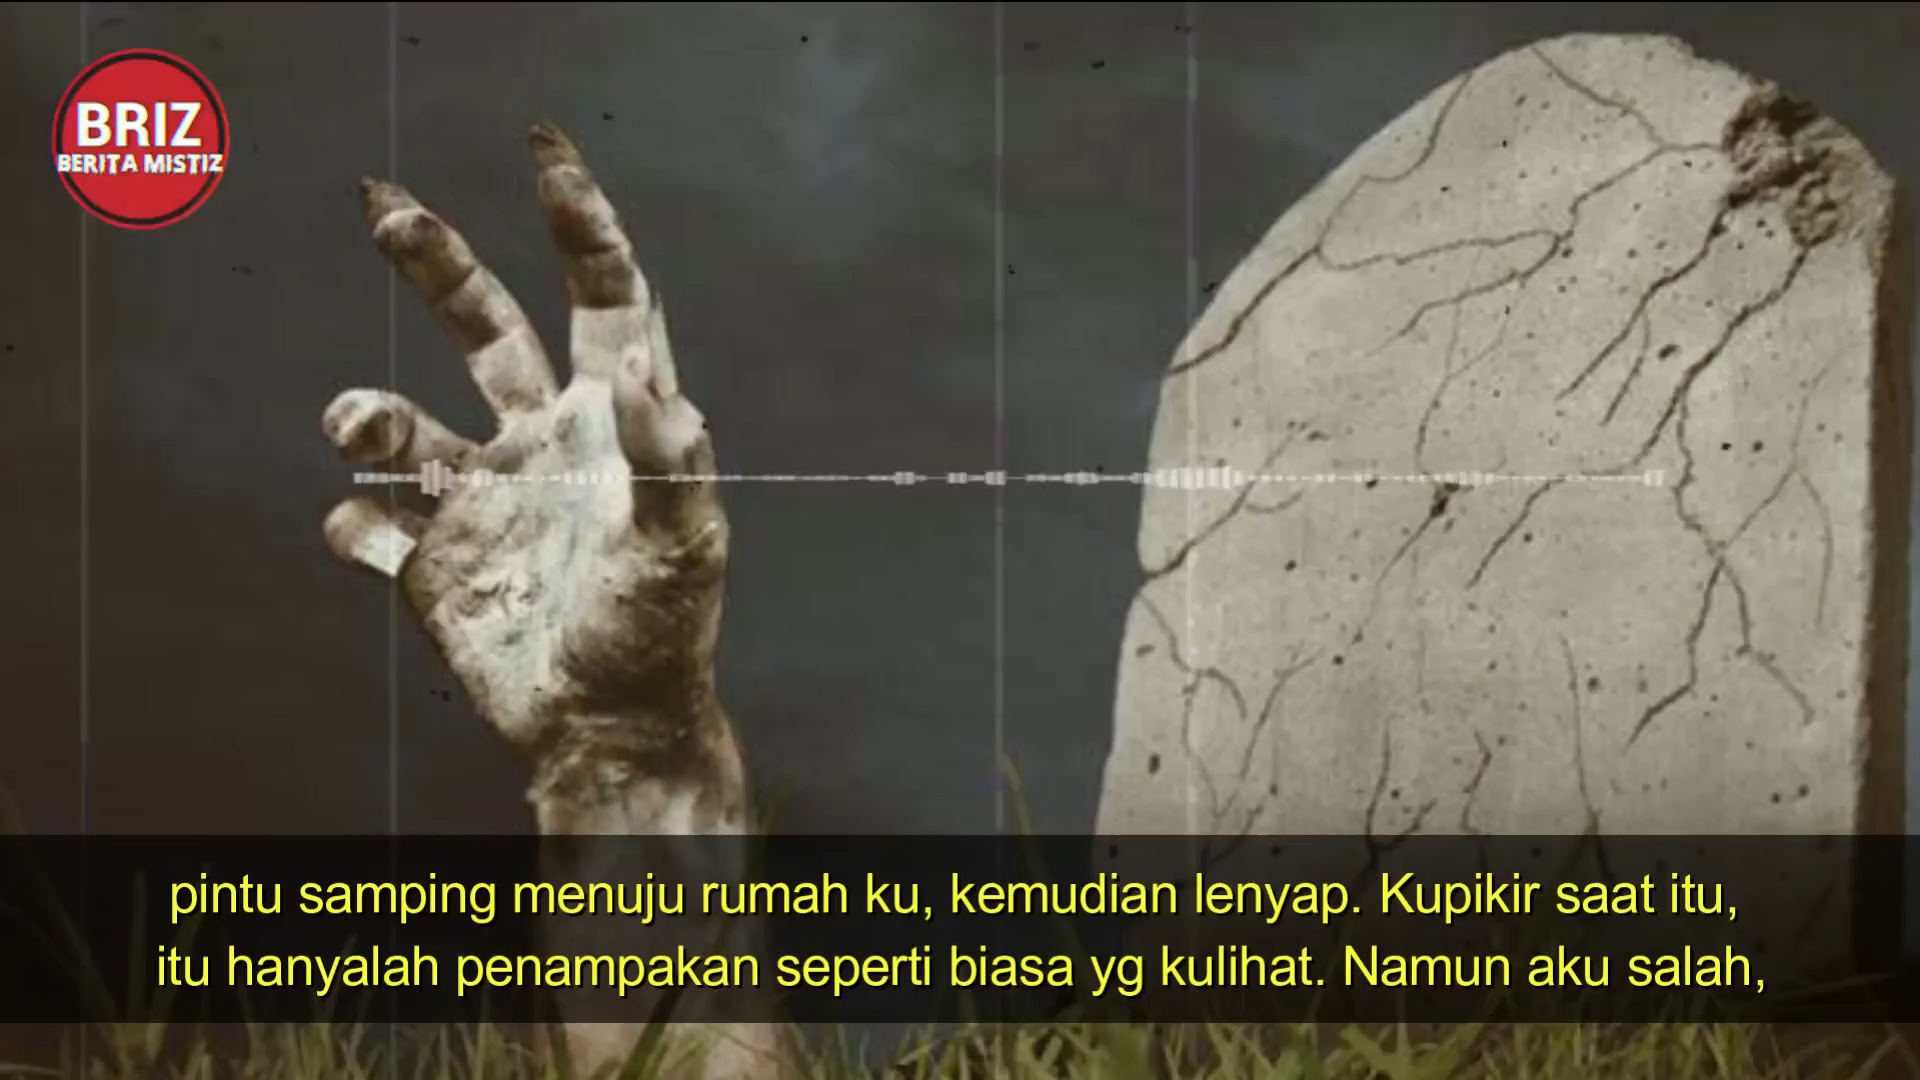 BRIZ
BERITA MISTIZ
pintu samping menuju rumah ku, kemudian lenyap. Kupikir saat itu,
itu hanyalah penampakan seperti biasa yg kulihat. Namun aku salah,